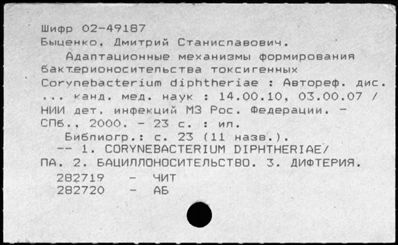 Шифр 02-49187
Быценко, Дмитрий Станиславович.
Адаптационные механизмы формирования
бактерионосительства токсигенных
Corynebacterium diphtheriae : Автореф. дис.
... канд. мед. наук : 14.00.10, 03.00.07 /
НИИ дет. инфекций МЗ Рос. Федерации. -
СПб., 2000. - 23 с. : ил.
Библиогр.: с. 23 (11 назв.).
-- 1. CORYNEBACTERIUM DIPHTHERIAE/
ПА. 2. БАЦИЛЛОНОСИТЕЛЬСТВО. 3. ДИФТЕРИЯ.
282719 - ЧИТ
282720 - АБ